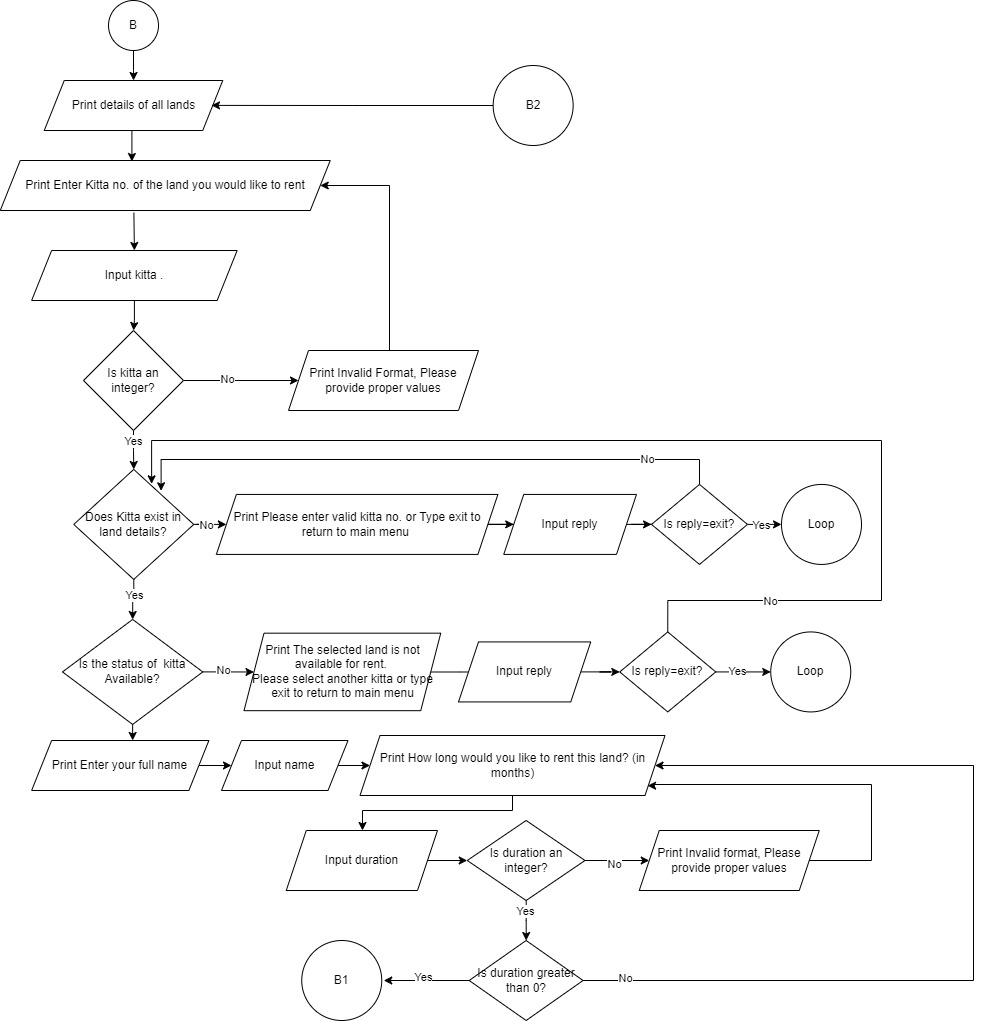 B
Print details of all lands
B2
Print Enter Kitta no. of the land you would like to rent
Input kitta .
Is kitta an
integer?
No
Print Invalid Format, Please
provide proper values
Yes
No
Does Kitta exist in
land details?
No
Print Please enter valid kitta no. or Type exit to
return to main menu
Input reply
Is reply=exit?
Yes
Loop
Yes
No
Is the status of kitta
Available?
No
Print The selected land is not
available for rent.
Please select another kitta or type
exit to return to main menu
Input reply
Is reply=exit?
Yes
Loop
Print Enter your full name
Input name
Print How long would you like to rent this land? (in
months)
Input duration
Is duration an
integer?
No
Print Invalid format, Please
provide proper values
Yes
B1
Yes
Is duration greater
than 0?
No